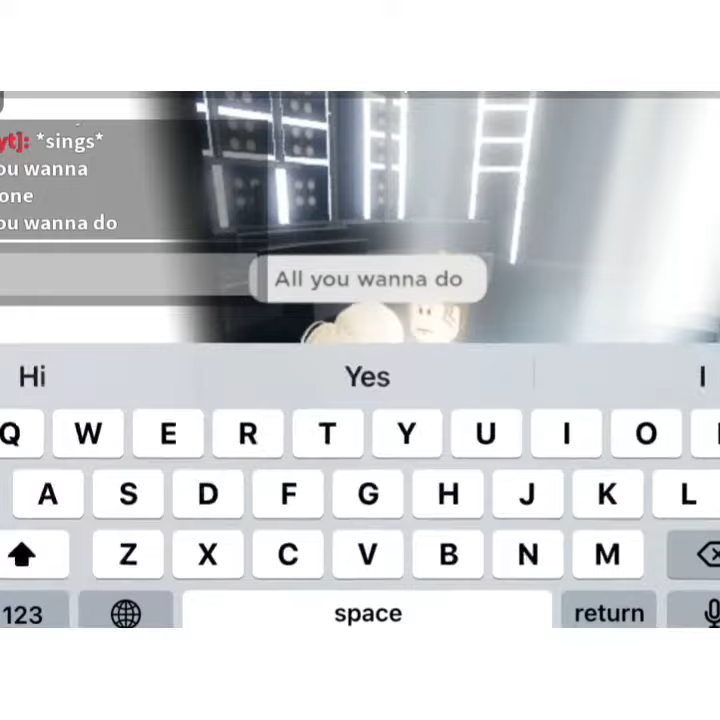 yt]: *sings*
ou wanna
one
ou wanna do
All you wanna do
Hi Yes I
Q W E R T Y U I O
A S D F G H J K L
Z X C V B N M
123 space return